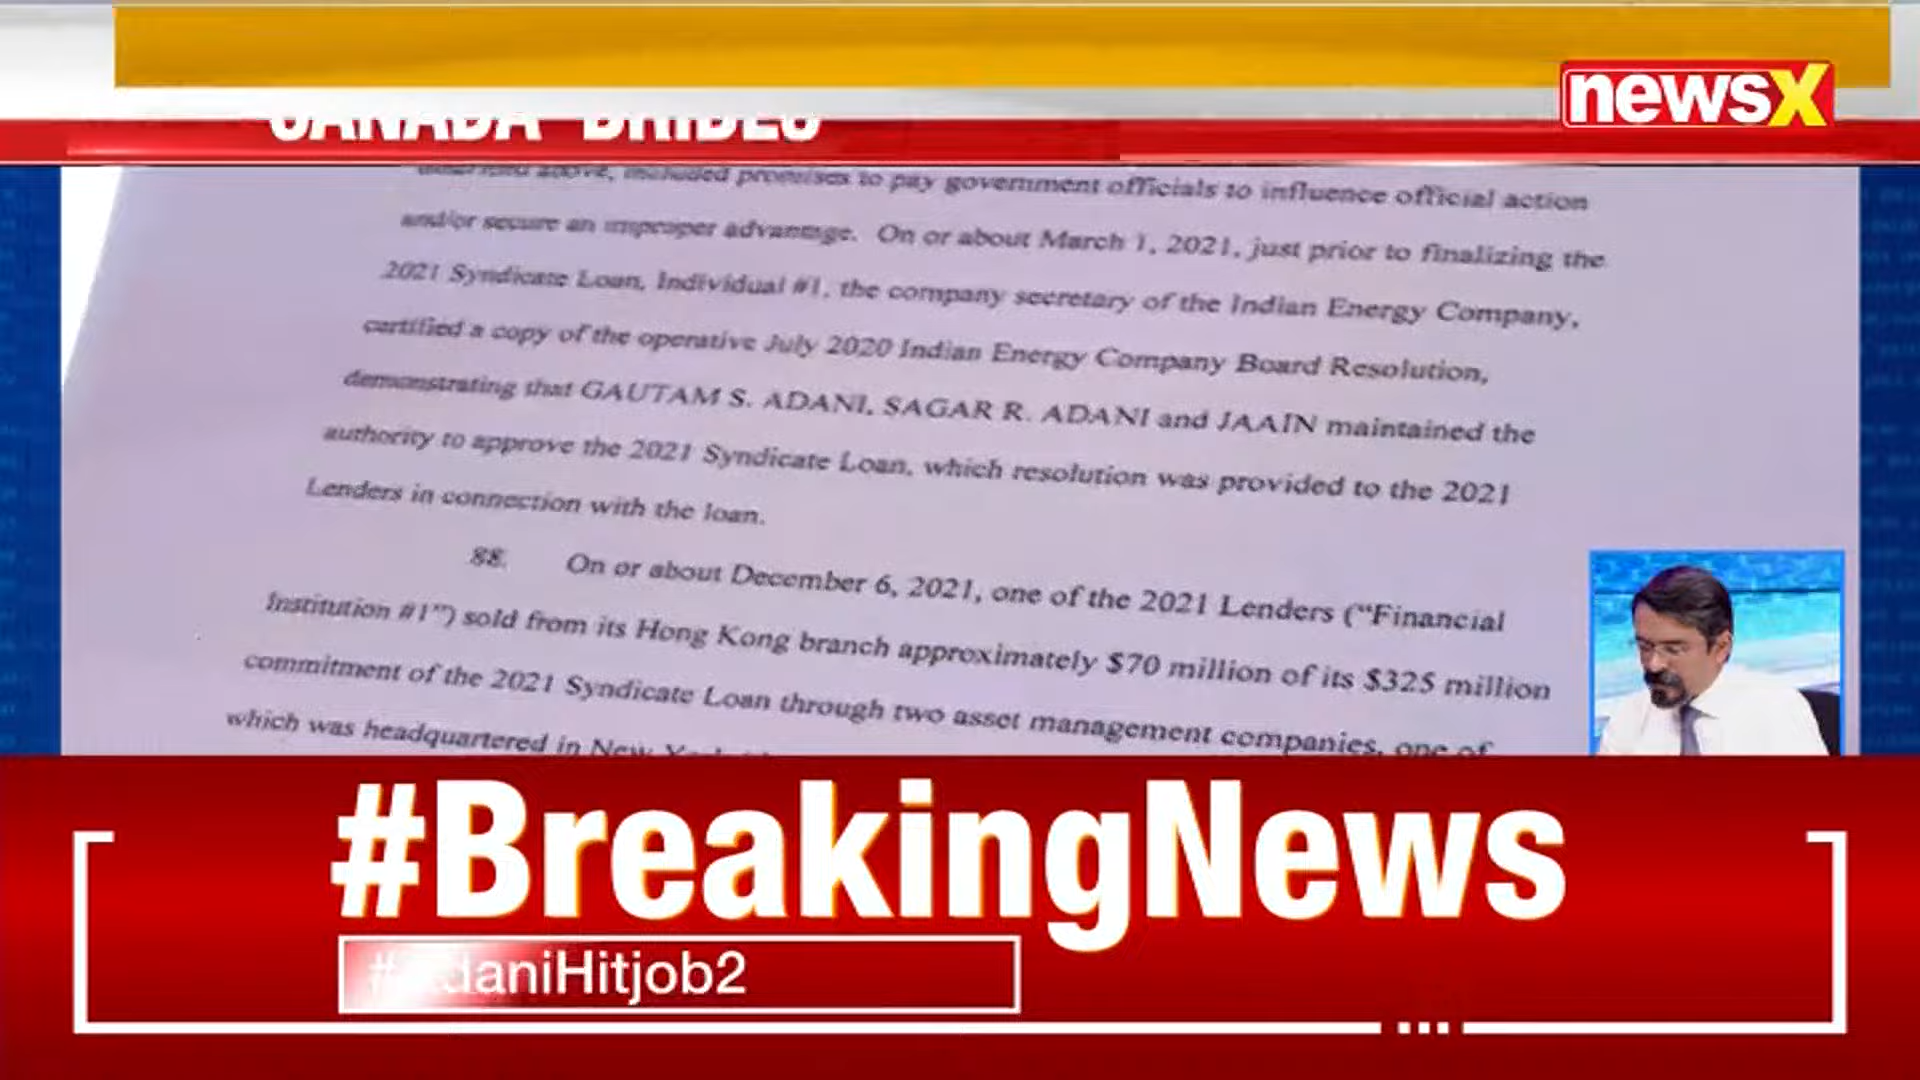 newsX
CANADA BRIBES
above, included promises to pay government officials to influence official action
and/or secure an improper advantage. On or about March 1, 2021, just prior to finalizing the
2021 Syndicate Loan, Individual #1, the company secretary of the Indian Energy Company,
certified a copy of the operative July 2020 Indian Energy Company Board Resolution,
demonstrating that GAUTAM S. ADANI, SAGAR R. ADANI and JAAIN maintained the
authority to approve the 2021 Syndicate Loan, which resolution was provided to the 2021
Lenders in connection with the loan.
88. On or about December 6, 2021, one of the 2021 Lenders (“Financial
Institution #1”) sold from its Hong Kong branch approximately $70 million of its $325 million
commitment of the 2021 Syndicate Loan through two asset management companies, one of
which was headquartered in New
#BreakingNews
#AdaniHitjob2